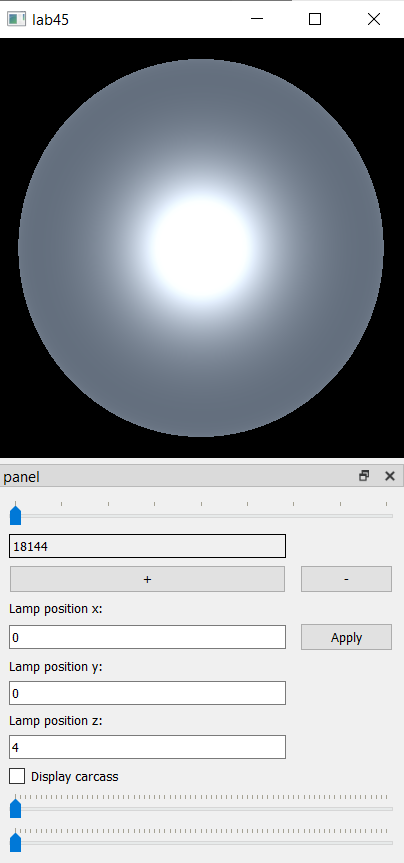 lab45
panel
18144
+ -
Lamp position x:
0 Apply
Lamp position y:
0
Lamp position z:
4
Display carcass